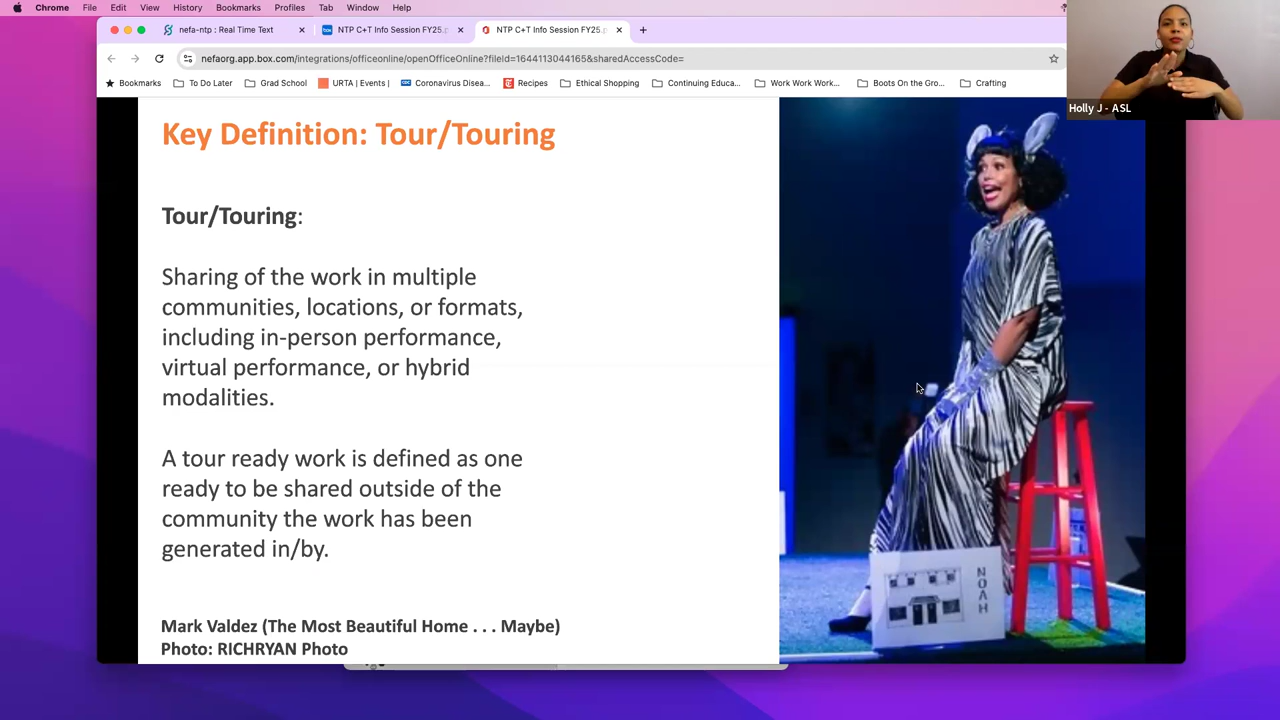 Chrome File Edit View History Bookmarks Profiles Tab Window Help
nefa-ntp : Real Time Text
NTP C+T Info Session FY25.
NTP C+T Info Session FY25.
nefaorg.app.box.com/integrations/officeonline/openOfficeOnline?fileId=1644113044165&sharedAccessCode=
Bookmarks To Do Later Grad School URTA | Events | Coronavirus Disea... Recipes Ethical Shopping Continuing Educa... Work Work Work... Boots On the Gro... Crafting
Holly J - ASL
Key Definition: Tour/Touring
Tour/Touring:
Sharing of the work in multiple
communities, locations, or formats,
including in-person performance,
virtual performance, or hybrid
modalities.
A tour ready work is defined as one
ready to be shared outside of the
community the work has been
generated in/by.
Mark Valdez (The Most Beautiful Home . . . Maybe)
Photo: RICHRYAN Photo
NOAH